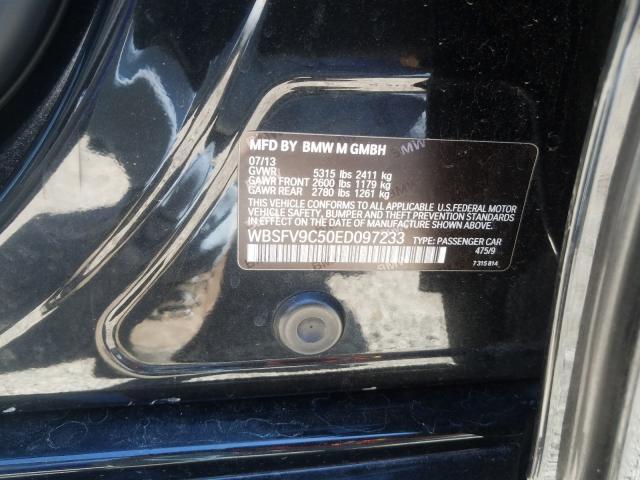 MFD BY BMW M GMBH
07/13
GVWR 5315 lbs 2411 kg
GAWR FRONT 2600 lbs 1179 kg
GAWR REAR 2780 lbs 1261 kg
THIS VEHICLE CONFORMS TO ALL APPLICABLE U.S.FEDERAL MOTOR
VEHICLE SAFETY, BUMPER, AND THEFT PREVENTION STANDARDS
IN EFFECT ON THE DATE OF MANUFACTURE SHOWN ABOVE.
WBSFV9C50ED097233 TYPE: PASSENGER CAR
475/9
7 315 814
BMW